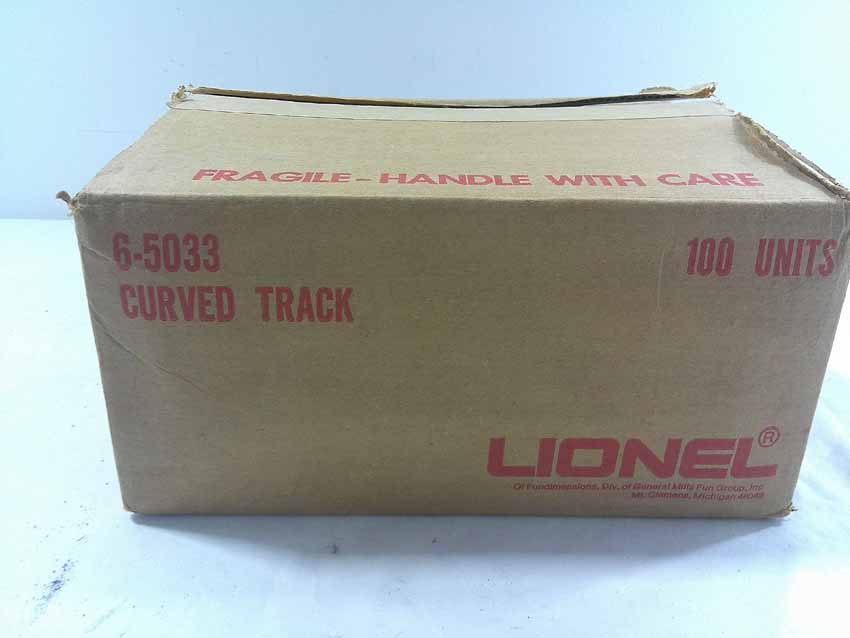 FRAGILE-HANDLE WITH CARE
6-5033
CURVED TRACK
100 UNITS
LIONEL®
Of Fundimensions, Div. of General Mills Fun Group, Inc.
Mt. Clemens, Michigan 48045